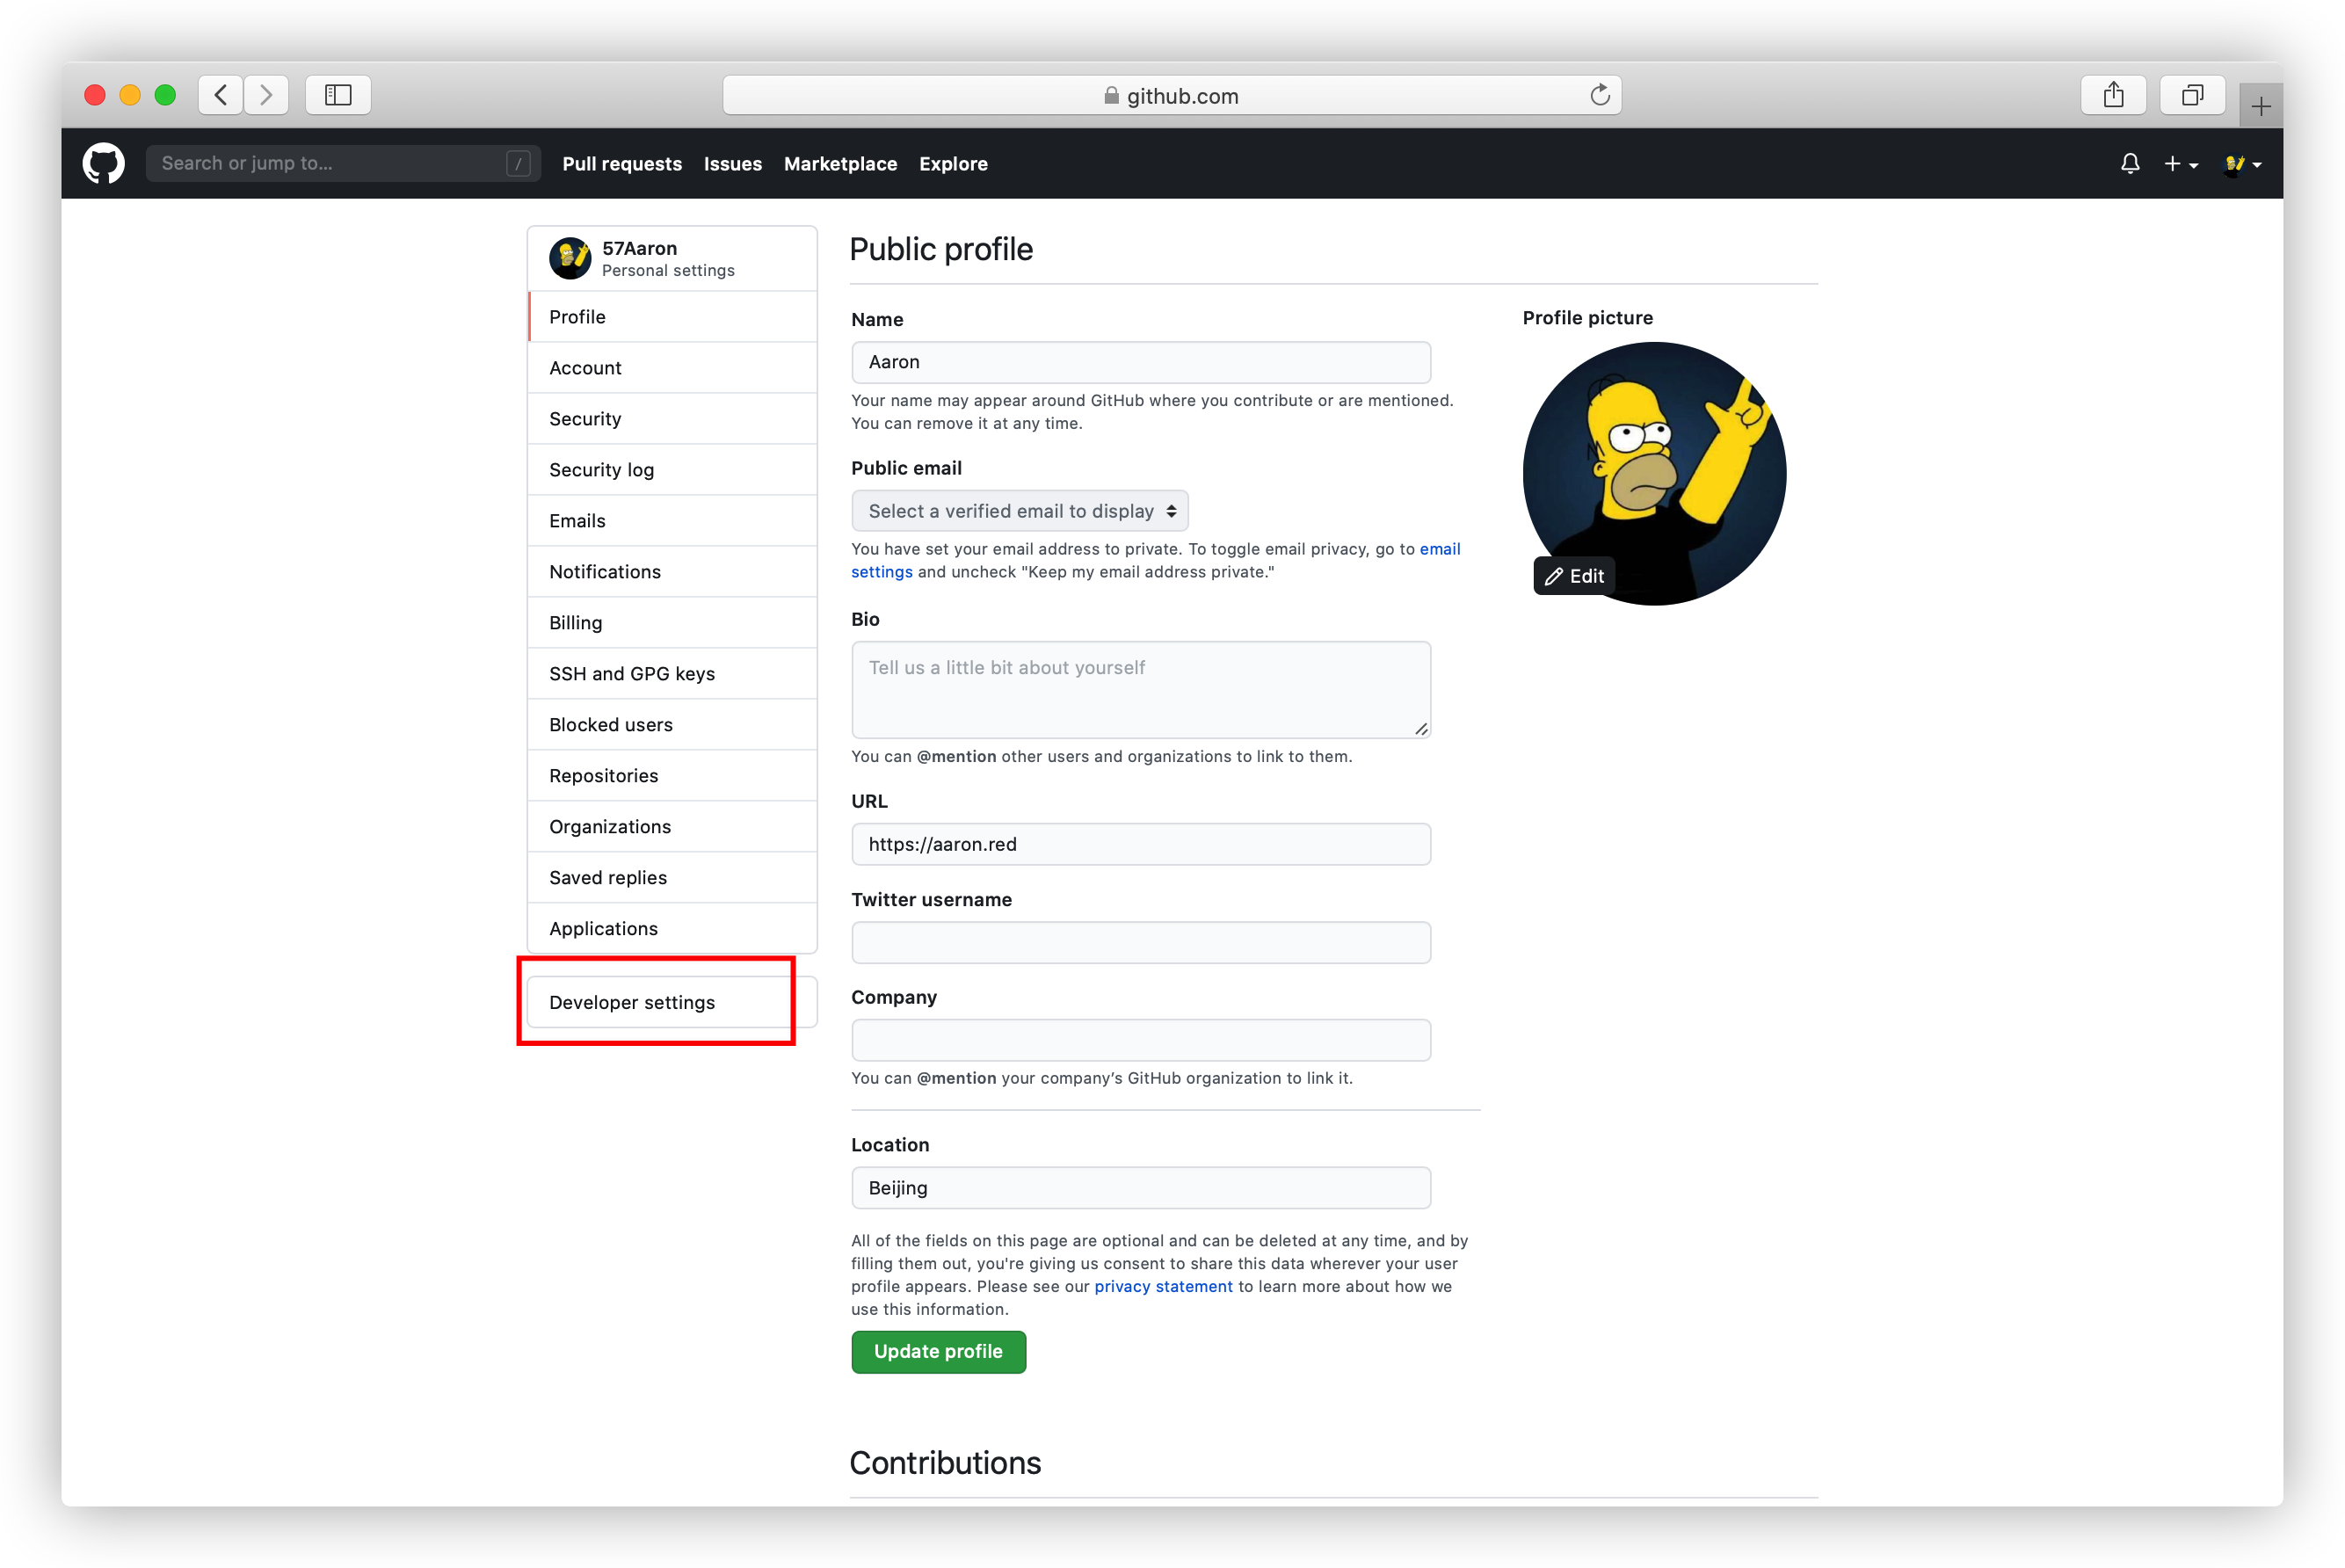 github.com
Search or jump to...
/
Pull requests
Issues
Marketplace
Explore
57Aaron
Personal settings
Profile
Account
Security
Security log
Emails
Notifications
Billing
SSH and GPG keys
Blocked users
Repositories
Organizations
Saved replies
Applications
Developer settings
Public profile
Name
Aaron
Your name may appear around GitHub where you contribute or are mentioned.
You can remove it at any time.
Public email
Select a verified email to display
You have set your email address to private. To toggle email privacy, go to email
settings and uncheck "Keep my email address private."
Bio
Tell us a little bit about yourself
You can @mention other users and organizations to link to them.
URL
https://aaron.red
Twitter username
Company
You can @mention your company’s GitHub organization to link it.
Location
Beijing
All of the fields on this page are optional and can be deleted at any time, and by
filling them out, you're giving us consent to share this data wherever your user
profile appears. Please see our privacy statement to learn more about how we
use this information.
Update profile
Profile picture
Edit
Contributions